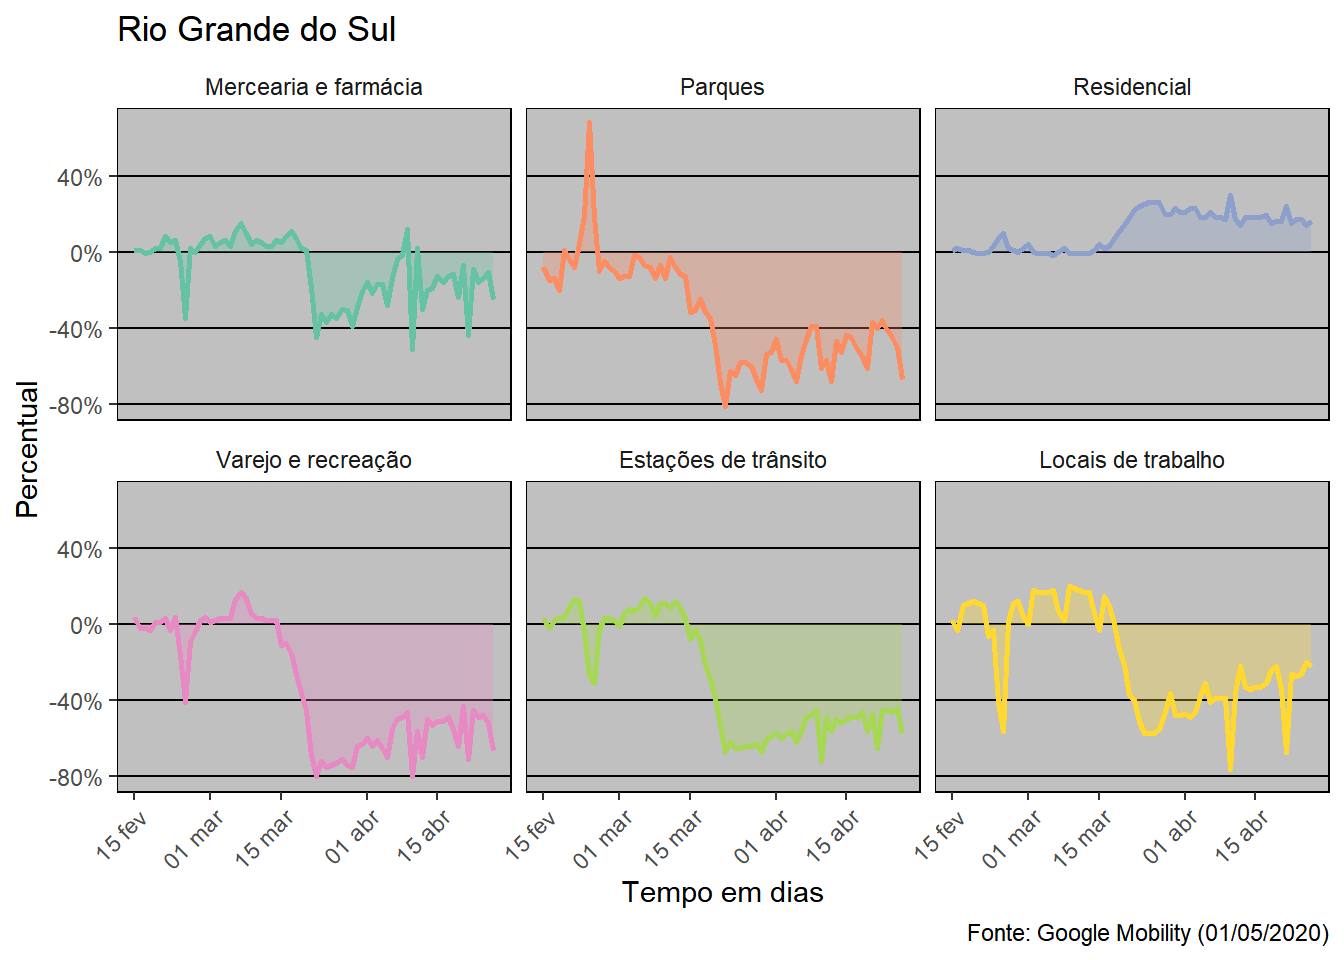 Rio Grande do Sul
Mercearia e farmácia
Parques
Residencial
40%
0%
-40%
-80%
Percentual
Varejo e recreação
Estações de trânsito
Locais de trabalho
40%
0%
-40%
-80%
15 fev
01 mar
15 mar
01 abr
15 abr
15 fev
01 mar
15 mar
01 abr
15 abr
15 fev
01 mar
15 mar
01 abr
15 abr
Tempo em dias
Fonte: Google Mobility (01/05/2020)